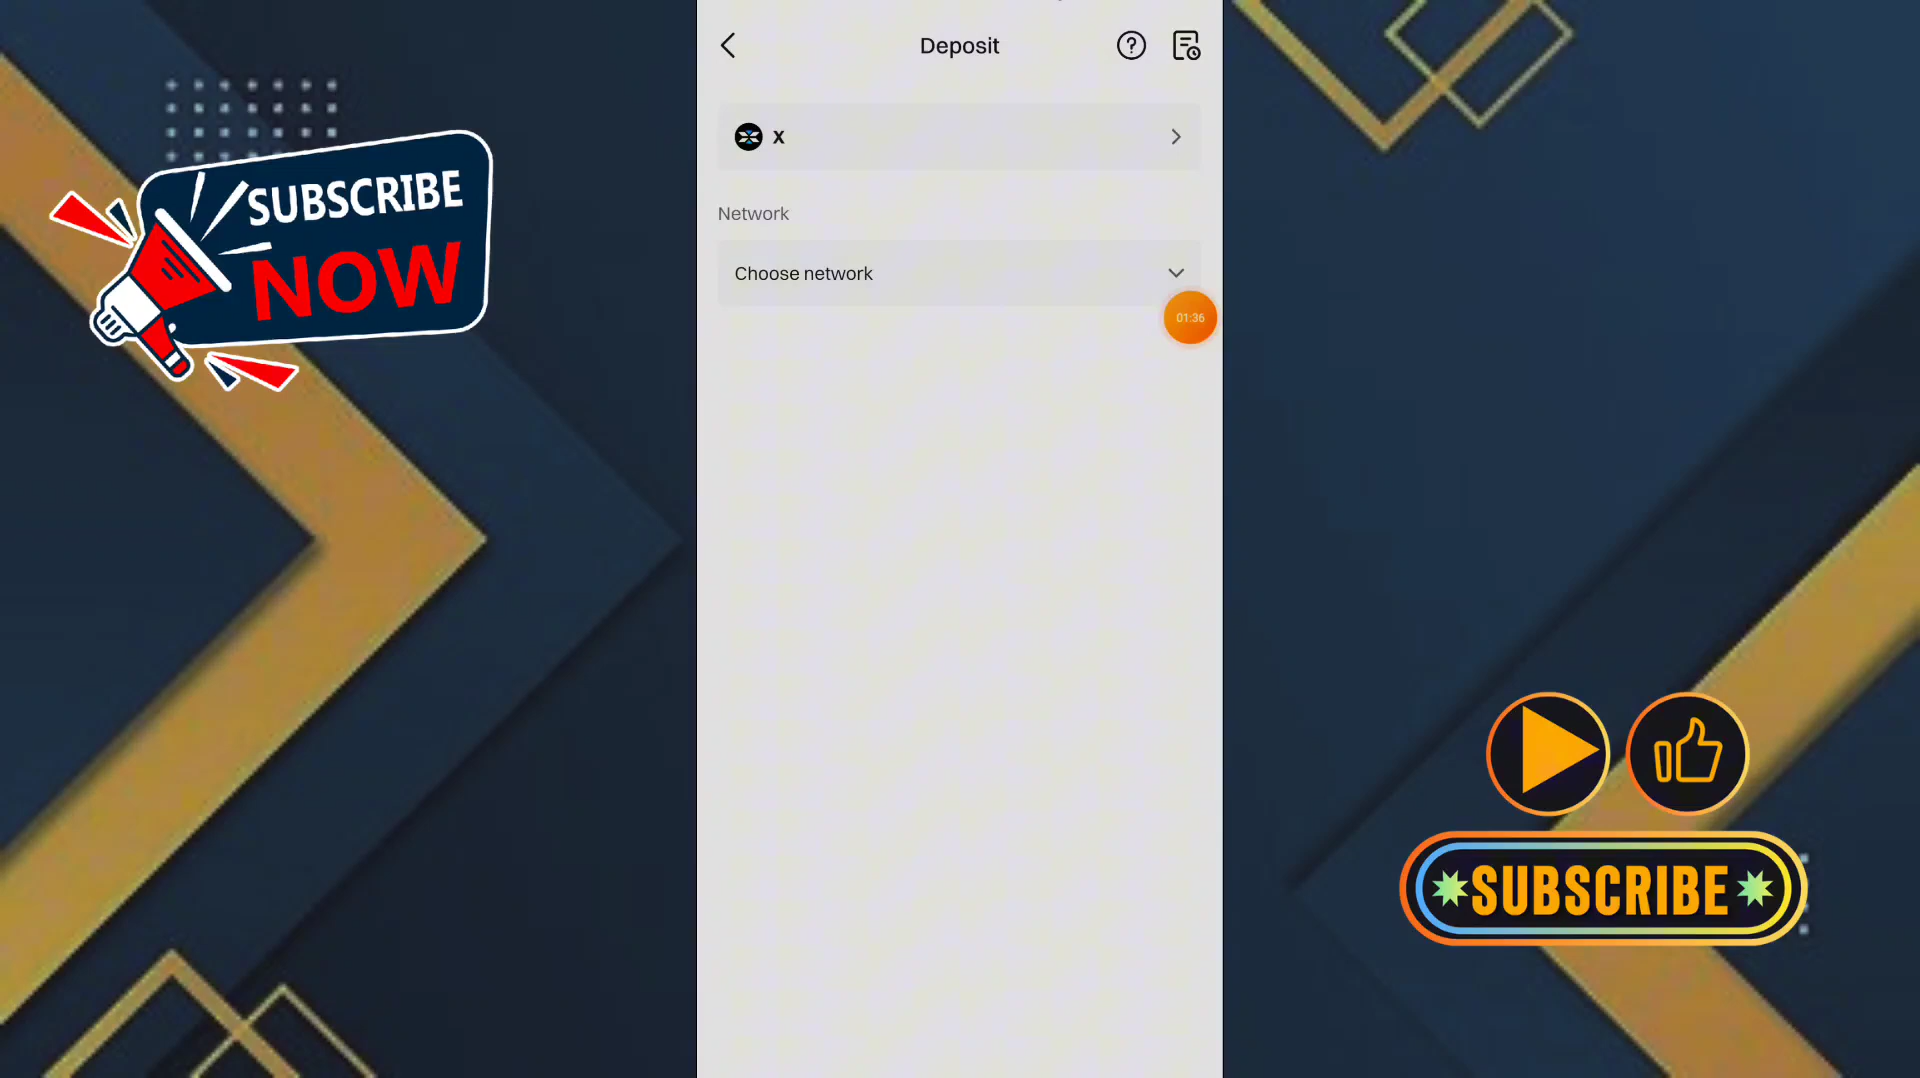 SUBSCRIBE
NOW
Deposit
X
Network
Choose network
01:36
SUBSCRIBE